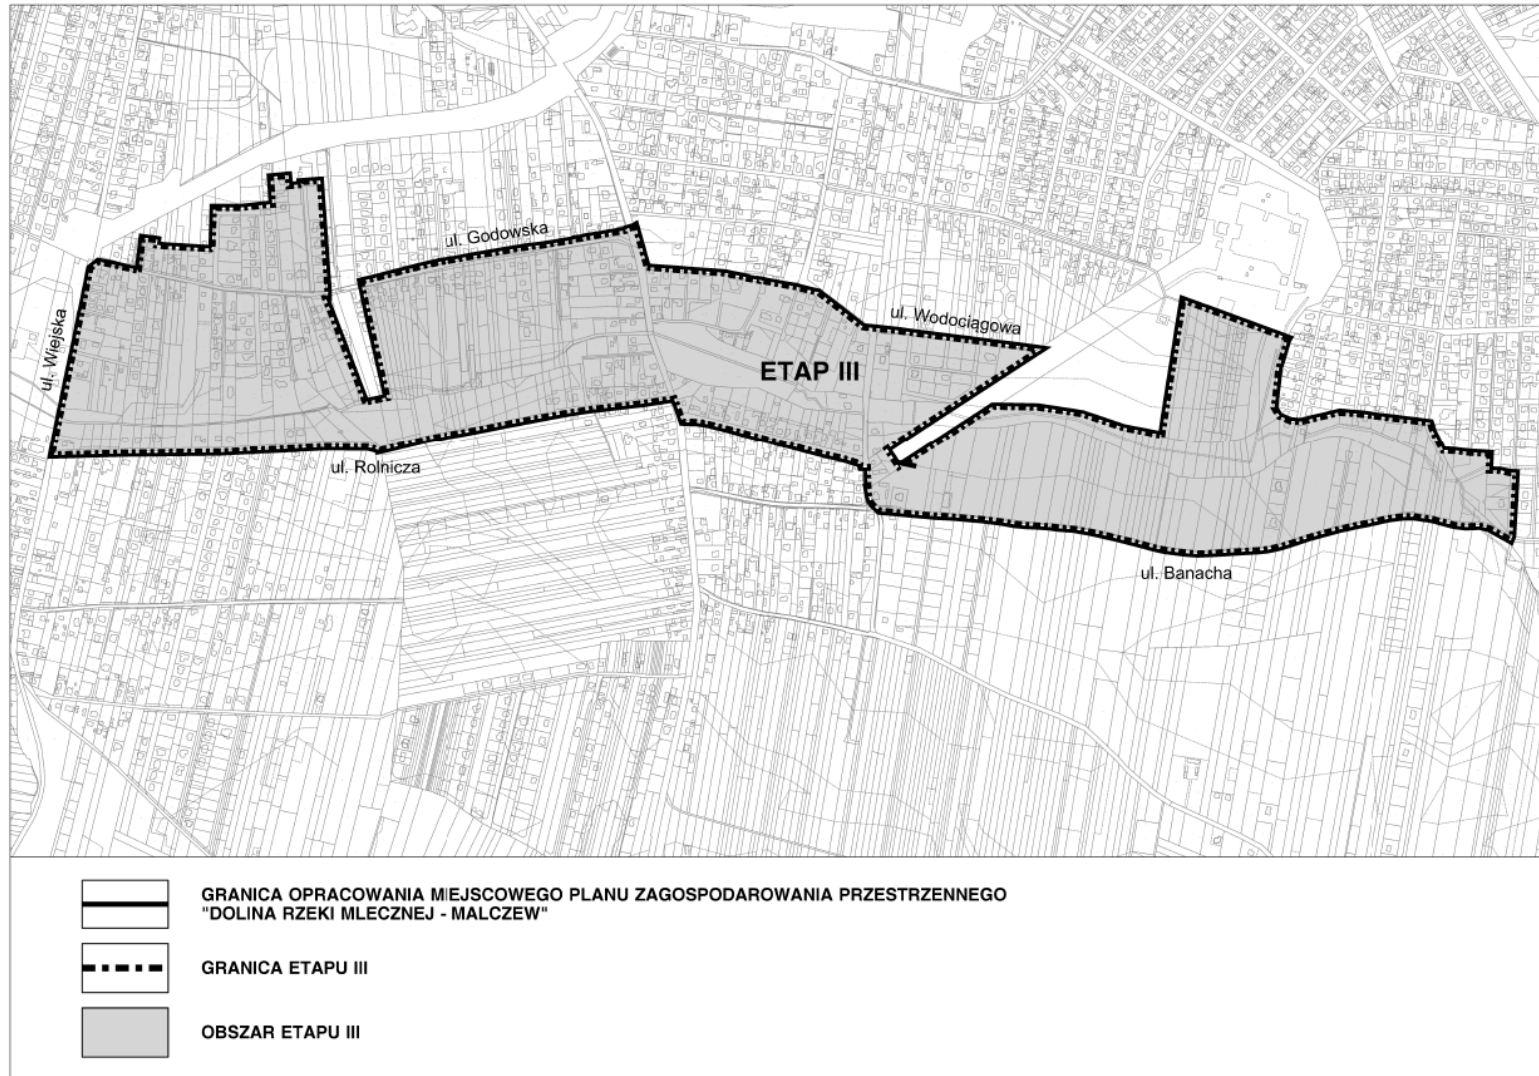 ul. Godowska
ul. Wodociągowa
ul. Wiejska
ETAP III
ul. Rolnicza
ul. Banacha
GRANICA OPRACOWANIA MIEJSCOWEGO PLANU ZAGOSPODAROWANIA PRZESTRZENNEGO
"DOLINA RZEKI MLECZNEJ - MALCZEW"
GRANICA ETAPU III
OBSZAR ETAPU III